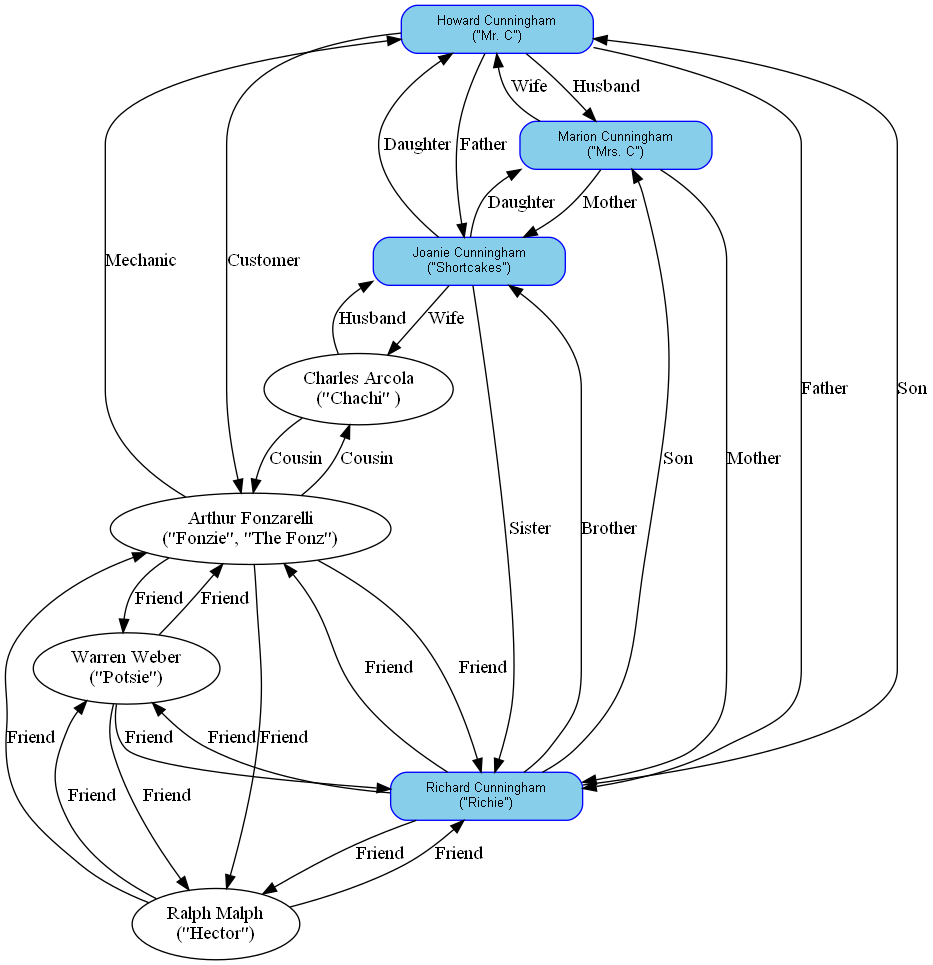 Howard Cunningham
("Mr. C")
Wife
Husband
Marion Cunningham
("Mrs. C")
Daughter
Father
Daughter
Mother
Mechanic
Customer
Joanie Cunningham
("Shortcakes")
Husband
Wife
Charles Arcola
("Chachi" )
Father
Son
Cousin
Cousin
Son
Mother
Arthur Fonzarelli
("Fonzie", "The Fonz")
Sister
Brother
Friend
Friend
Warren Weber
("Potsie")
Friend
Friend
Friend
Friend
Friend
Friend
Friend
Friend
Richard Cunningham
("Richie")
Friend
Friend
Ralph Malph
("Hector")